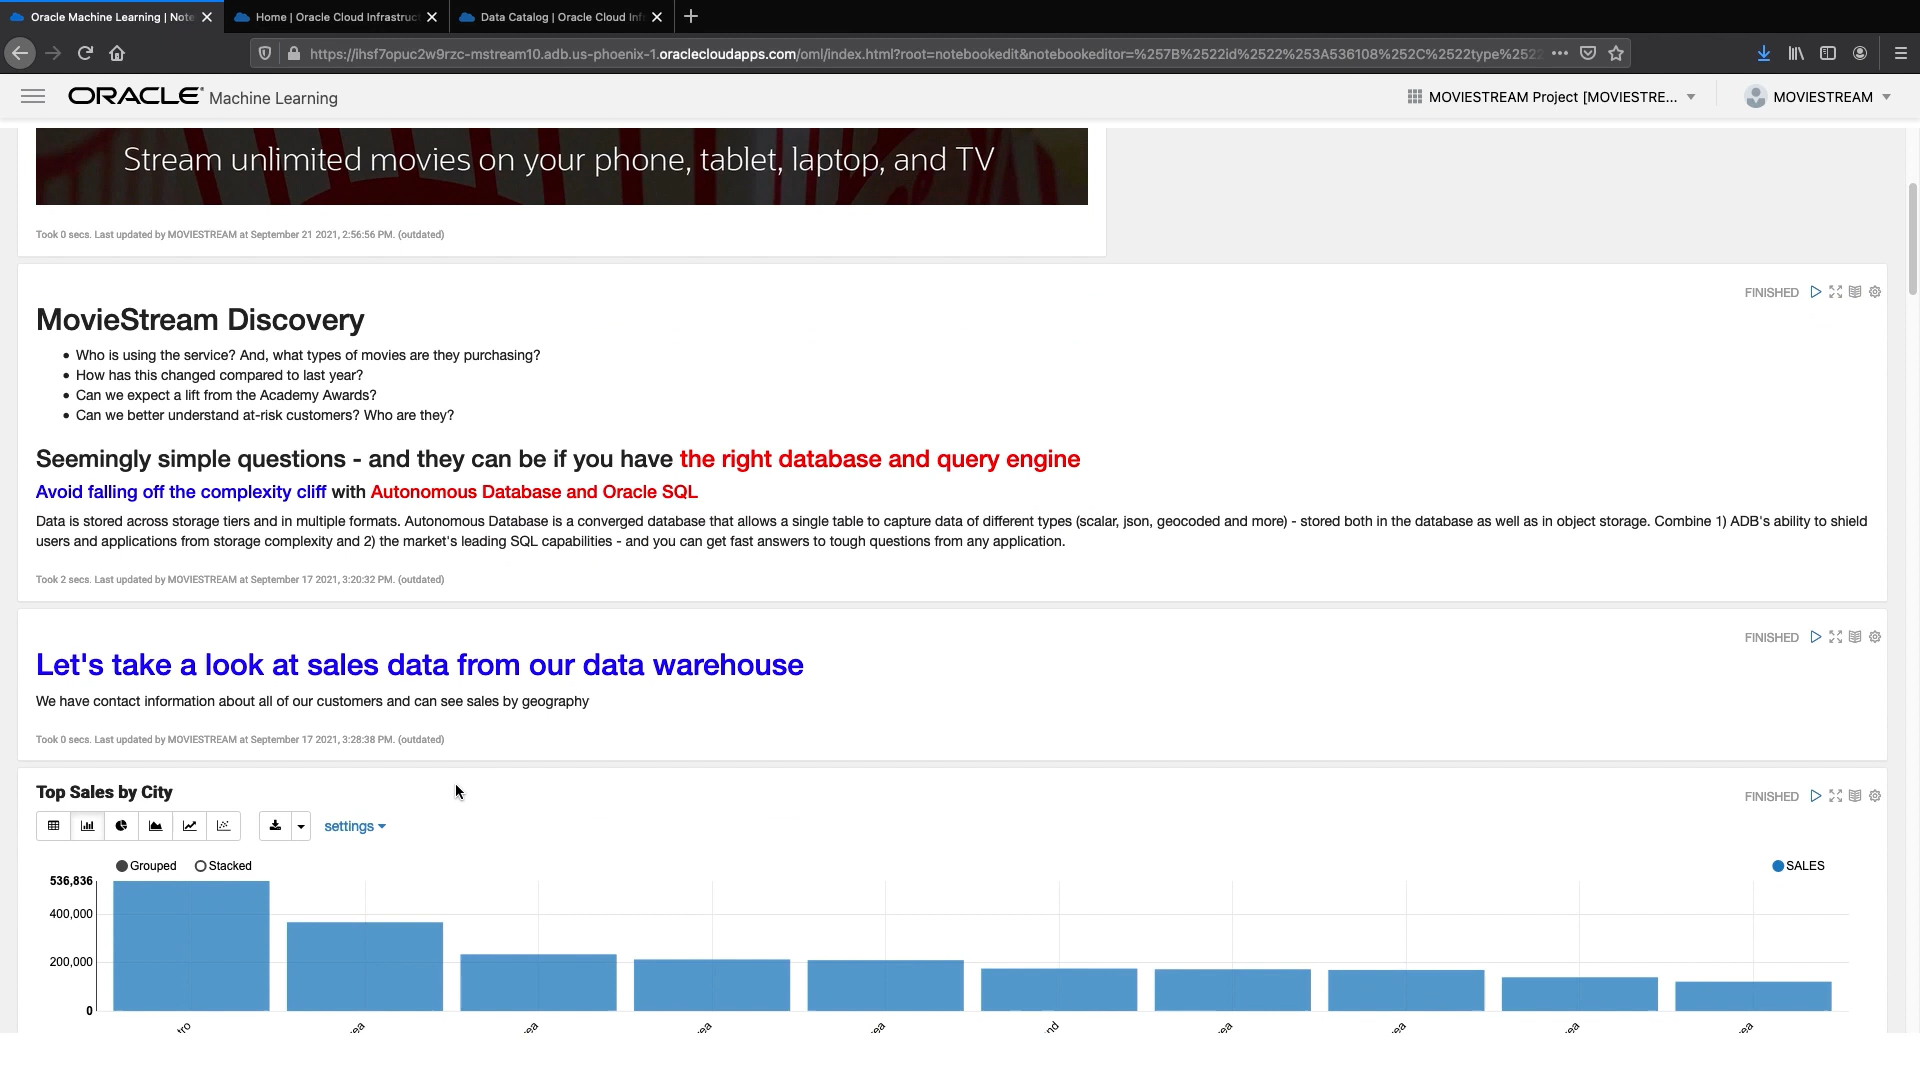 Oracle Machine Learning | Note
Home | Oracle Cloud Infrastruct
Data Catalog | Oracle Cloud Inf
https://ihsf7opuc2w9rzc-mstream10.adb.us-phoenix-1.oraclecloudapps.com/oml/index.html?root=notebookedit&notebookeditor=%257B%2522id%2522%253A536108%252C%2522type%2522
ORACLE Machine Learning
MOVIESTREAM Project [MOVIESTRE...
MOVIESTREAM
Stream unlimited movies on your phone, tablet, laptop, and TV
Took 0 secs. Last updated by MOVIESTREAM at September 21 2021, 2:56:56 PM. (outdated)
FINISHED
MovieStream Discovery
• Who is using the service? And, what types of movies are they purchasing?
• How has this changed compared to last year?
• Can we expect a lift from the Academy Awards?
• Can we better understand at-risk customers? Who are they?
Seemingly simple questions - and they can be if you have the right database and query engine
Avoid falling off the complexity cliff with Autonomous Database and Oracle SQL
Data is stored across storage tiers and in multiple formats. Autonomous Database is a converged database that allows a single table to capture data of different types (scalar, json, geocoded and more) - stored both in the database as well as in object storage. Combine 1) ADB's ability to shield
users and applications from storage complexity and 2) the market's leading SQL capabilities - and you can get fast answers to tough questions from any application.
Took 2 secs. Last updated by MOVIESTREAM at September 17 2021, 3:20:32 PM. (outdated)
FINISHED
Let's take a look at sales data from our data warehouse
We have contact information about all of our customers and can see sales by geography
Took 0 secs. Last updated by MOVIESTREAM at September 17 2021, 3:28:38 PM. (outdated)
Top Sales by City
FINISHED
settings
Grouped Stacked
SALES
536,836
400,000
200,000
0